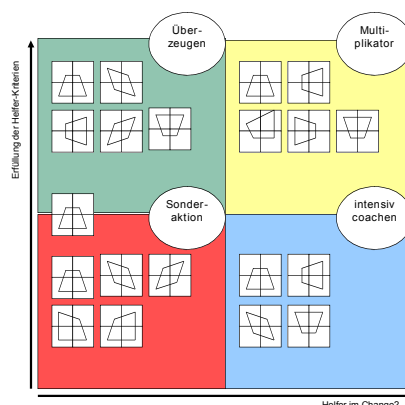 Über-
zeugen
Multi-
plikator
Erfüllung der Helfer-Kriterien
Sonder-
aktion
intensiv
coachen
Helfer im Change?